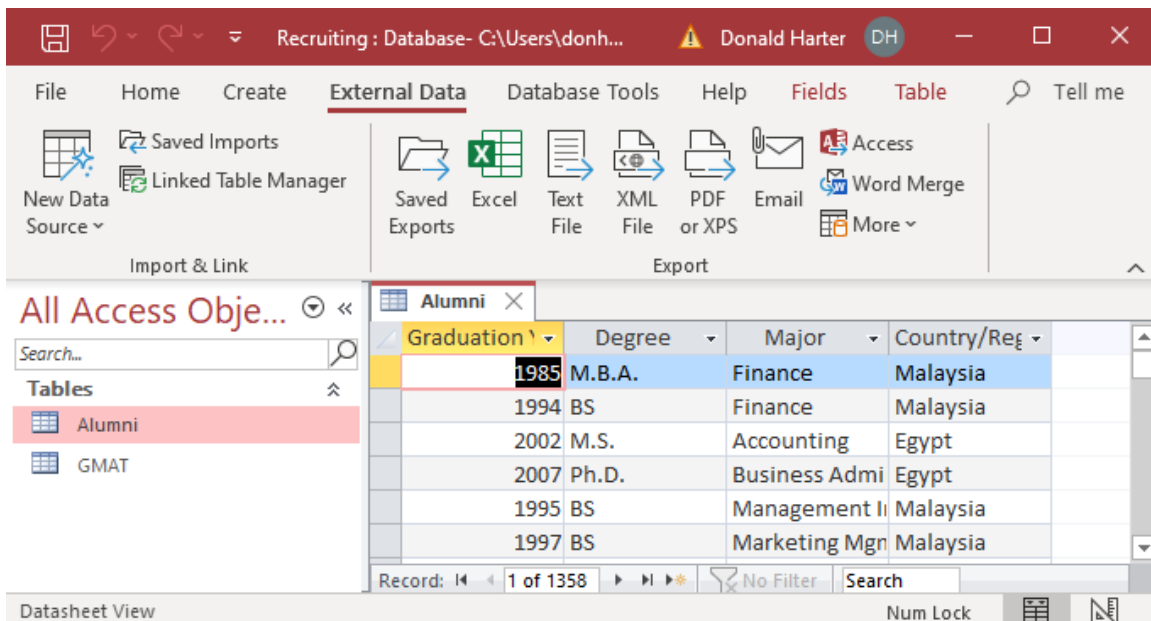 Recruiting : Database- C:\Users\donh... Donald Harter DH
File Home Create External Data Database Tools Help Fields Table Tell me
New Data Source
Saved Imports
Linked Table Manager
Import & Link
Saved Exports
Excel
Text File
XML File
PDF or XPS
Email
Access
Word Merge
More
Export
All Access Obje...
Search...
Tables
Alumni
GMAT
Alumni
Graduation Degree Major Country/Reg
1985 M.B.A. Finance Malaysia
1994 BS Finance Malaysia
2002 M.S. Accounting Egypt
2007 Ph.D. Business Admi Egypt
1995 BS Management Malaysia
1997 BS Marketing Mgn Malaysia
Record: 1 of 1358 No Filter Search
Datasheet View Num Lock